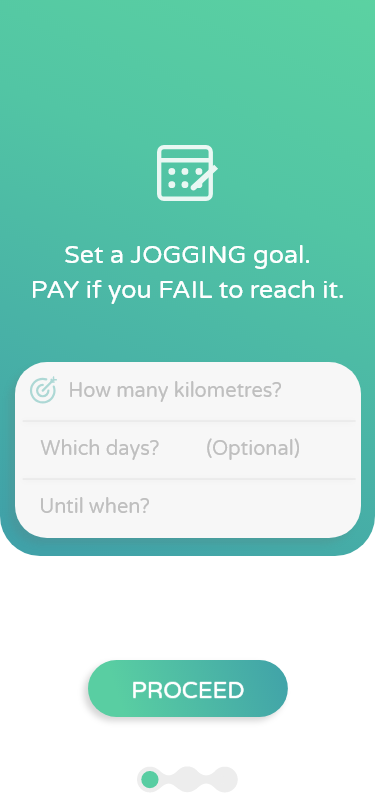 Set a JOGGING goal.
PAY if you FAIL to reach it.
How many kilometres?
Which days? (Optional)
Until when?
PROCEED